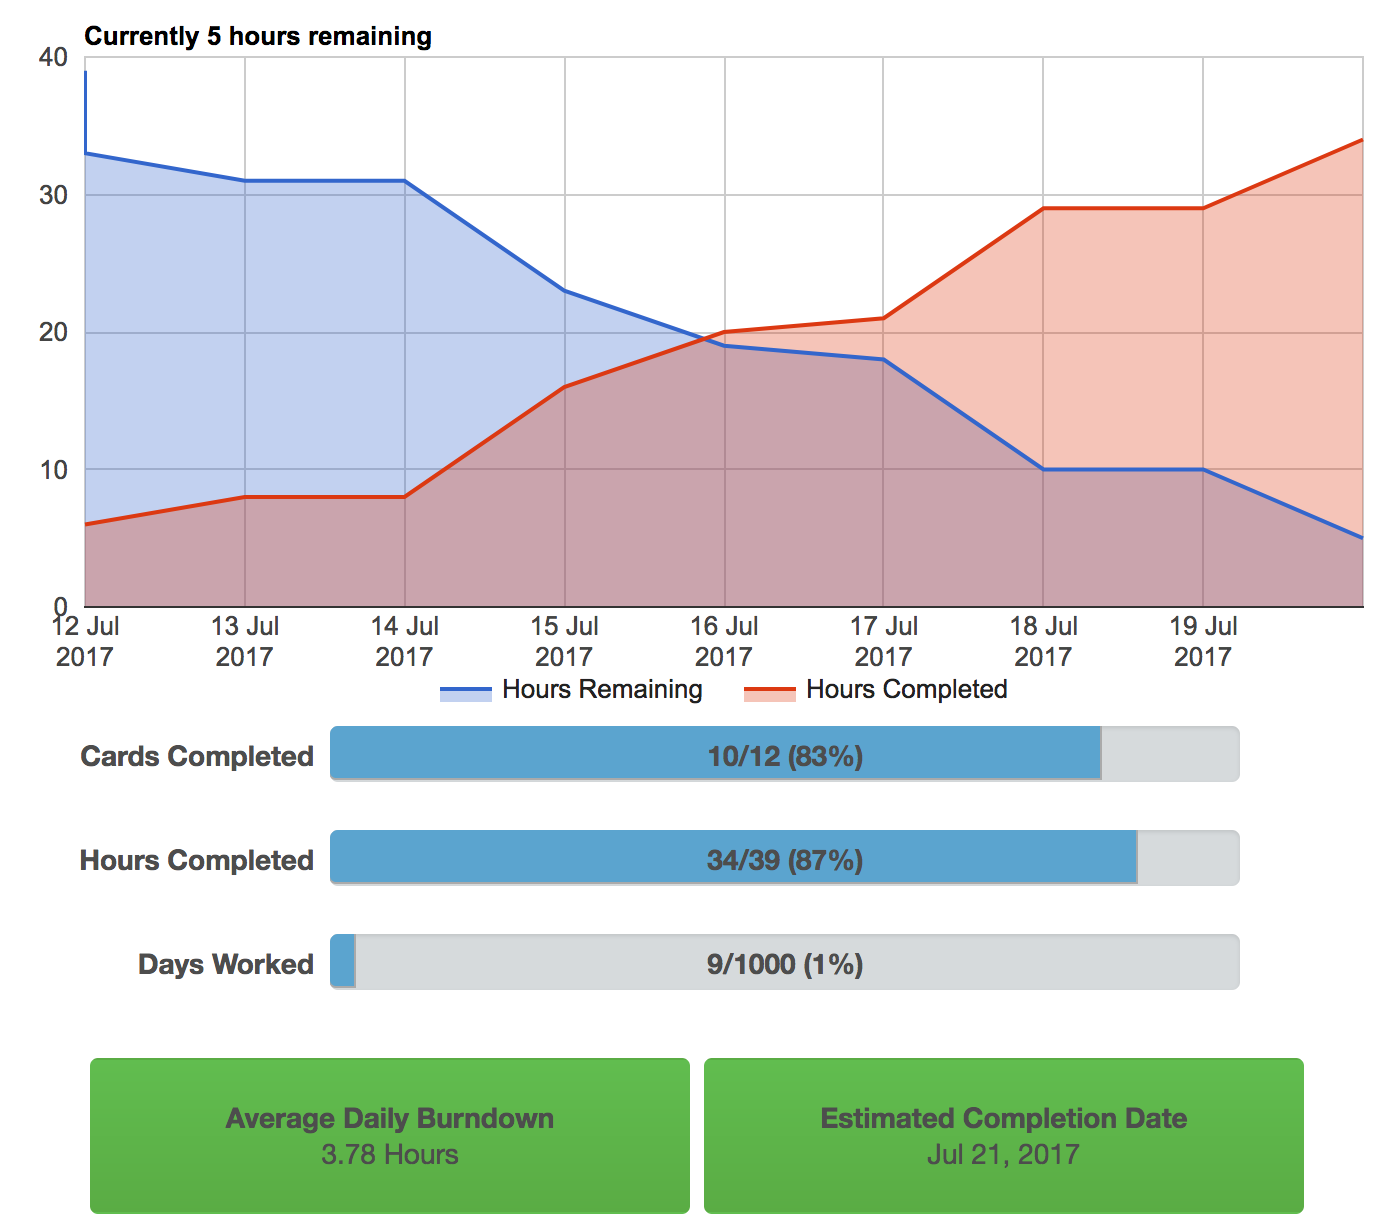 Currently 5 hours remaining
40
30
20
10
0
12 Jul 13 Jul 14 Jul 15 Jul 16 Jul 17 Jul 18 Jul 19 Jul
2017 2017 2017 2017 2017 2017 2017 2017
Hours Remaining Hours Completed
Cards Completed 10/12 (83%)
Hours Completed 34/39 (87%)
Days Worked 9/1000 (1%)
Average Daily Burndown
3.78 Hours
Estimated Completion Date
Jul 21, 2017